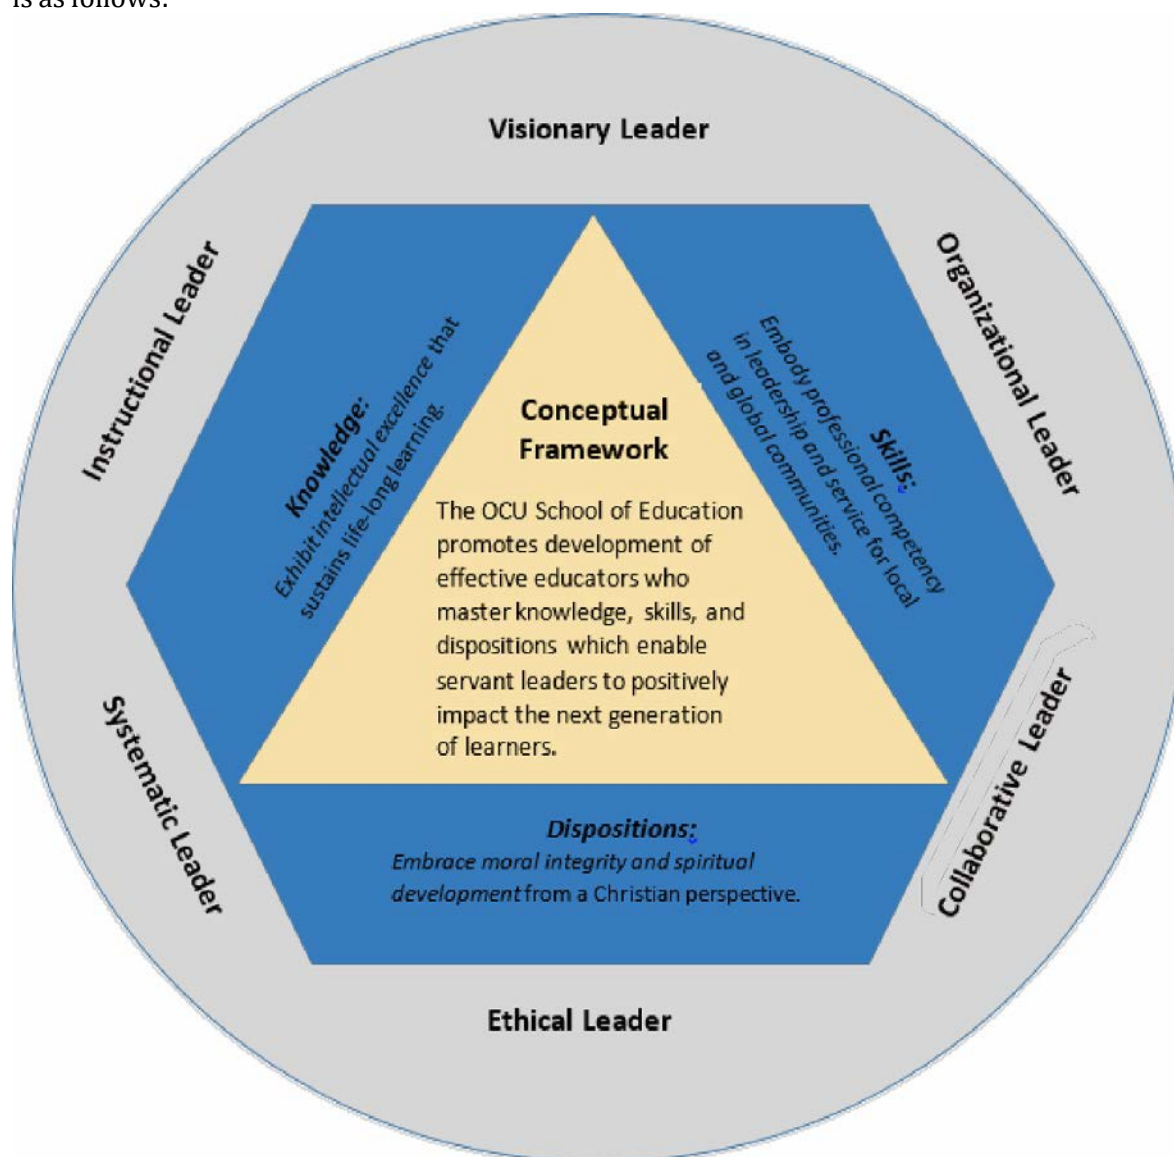 is as follows:
Visionary Leader
Instructional Leader
Organizational Leader
Knowledge:
Exhibit intellectual excellence that
sustains life-long learning.
Skills:
Embody professional competency
in leadership and service for local
and global communities.
Conceptual
Framework
The OCU School of Education
promotes development of
effective educators who
master knowledge, skills, and
dispositions which enable
servant leaders to positively
impact the next generation
of learners.
Systematic Leader
Collaborative Leader
Dispositions:
Embrace moral integrity and spiritual
development from a Christian perspective.
Ethical Leader